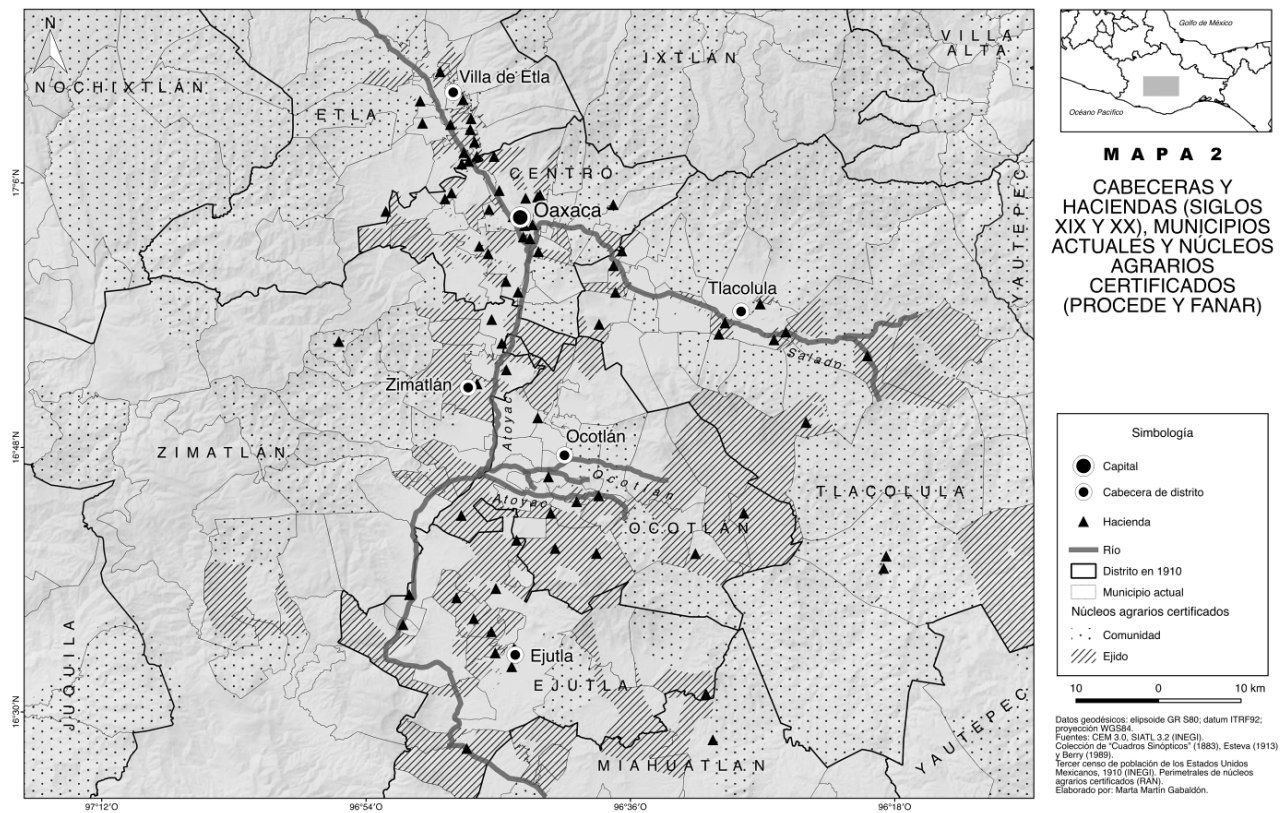 N
NOCHIXTLÁN
ETLA
Villa de Etla
IXTLÁN
VILLA
ALTA
CENTRO
Oaxaca
YAUTEPEC
Tlacolula
Salado
Zimatlán
Atoyac
Ocotlán
Ocotlán
Atoyac
ZIMATLÁN
TLACOLULA
OCOTLÁN
JUQUILA
Ejutla
EJUTLA
MIAHUATLÁN
YAUTEPEC
17°6'N
16°48'N
16°30'N
97°12'O
96°54'O
96°36'O
96°18'O
Golfo de México
Océano Pacífico
MAPA 2
CABECERAS Y
HACIENDAS (SIGLOS
XIX Y XX), MUNICIPIOS
ACTUALES Y NÚCLEOS
AGRARIOS
CERTIFICADOS
(PROCEDE Y FANAR)
Simbología
Capital
Cabecera de distrito
Hacienda
Río
Distrito en 1910
Municipio actual
Núcleos agrarios certificados
Comunidad
Ejido
10 0 10 km
Datos geodésicos: elipsoide GR S80; datum ITRF92;
proyección WGS84.
Fuentes: CEM 3.0, SIATL 3.2 (INEGI).
Colección de "Cuadros Sinópticos" (1883), Esteva (1913)
y Berry (1989).
Tercer censo de población de los Estados Unidos
Mexicanos, 1910 (INEGI). Perimetrales de núcleos
agrarios certificados (RAN).
Elaborado por: Marta Martín Gabaldón.